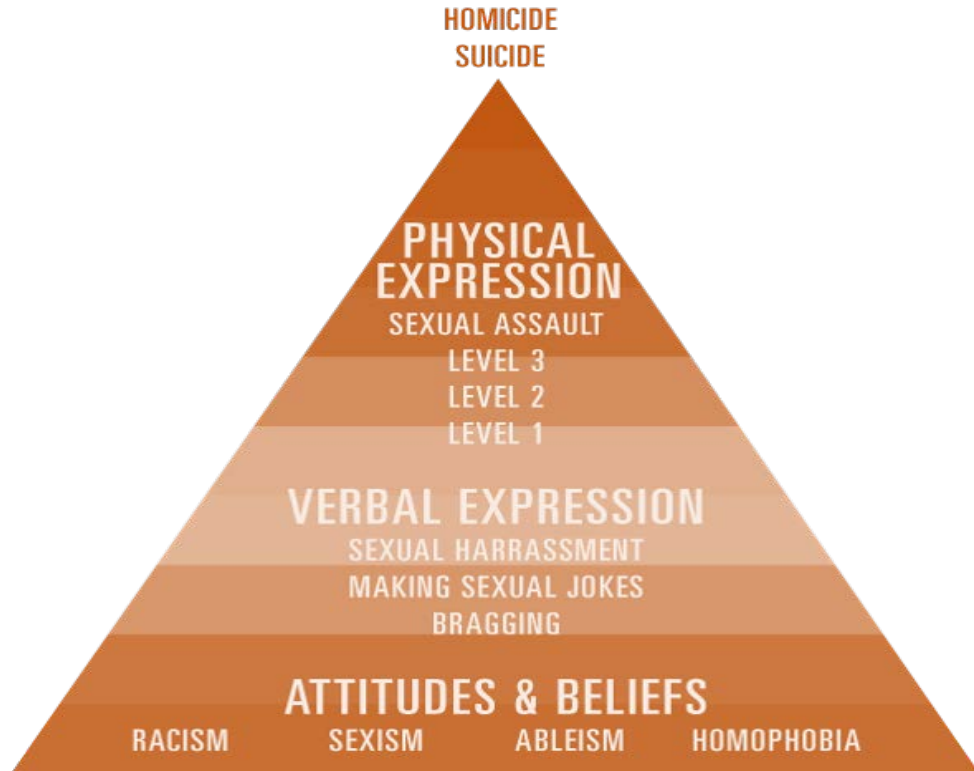 HOMICIDE
SUICIDE
PHYSICAL
EXPRESSION
SEXUAL ASSAULT
LEVEL 3
LEVEL 2
LEVEL 1
VERBAL EXPRESSION
SEXUAL HARRASSMENT
MAKING SEXUAL JOKES
BRAGGING
ATTITUDES & BELIEFS
RACISM SEXISM ABLEISM HOMOPHOBIA